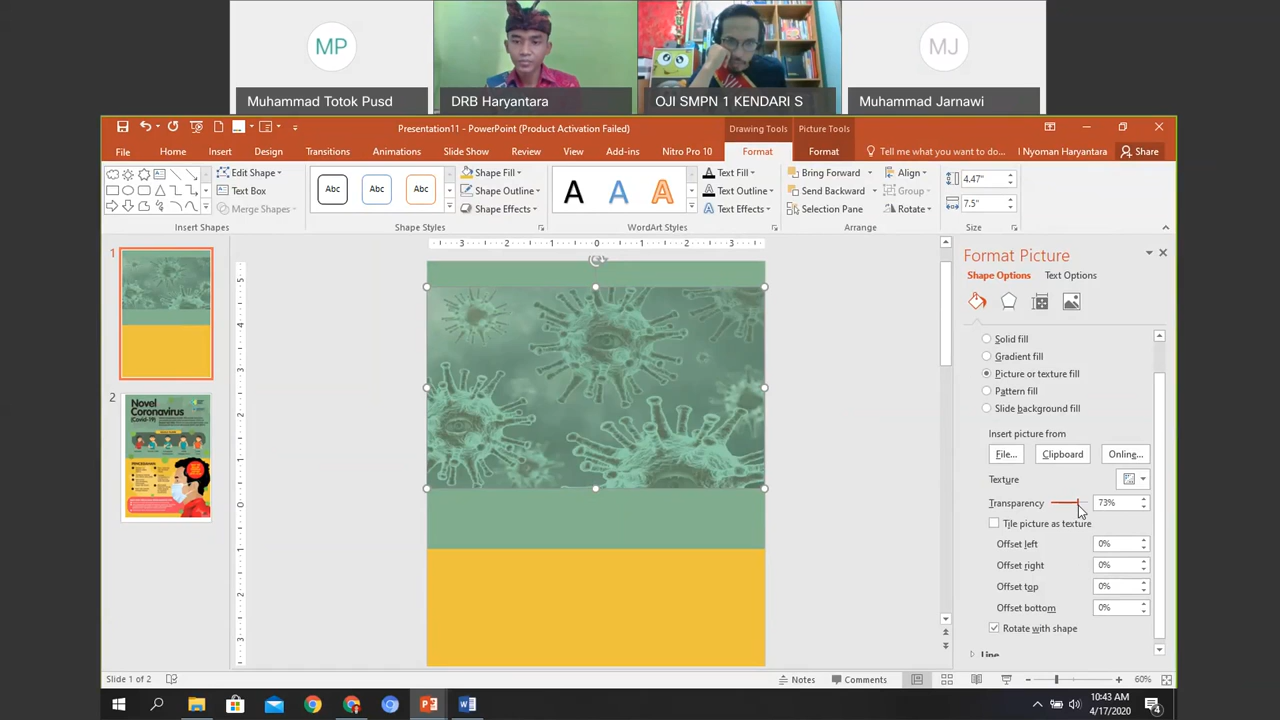 MP
MJ
Muhammad Totok Pusd
DRB Haryantara
OJI SMPN 1 KENDARI S
Muhammad Jarnawi
Presentation11 - PowerPoint (Product Activation Failed)
Drawing Tools
Picture Tools
File
Home
Insert
Design
Transitions
Animations
Slide Show
Review
View
Add-ins
Nitro Pro 10
Format
Format
Tell me what you want to do...
I Nyoman Haryantara
Share
Edit Shape
Text Box
Merge Shapes
Insert Shapes
Abc
Abc
Abc
Shape Fill
Shape Outline
Shape Effects
Shape Styles
A
A
A
Text Fill
Text Outline
Text Effects
WordArt Styles
Bring Forward
Send Backward
Selection Pane
Align
Group
Rotate
Arrange
4.47"
7.5"
Size
1
2
Novel
Coronavirus
(Covid-19)
PENCEGAHAN
Format Picture
Shape Options
Text Options
Solid fill
Gradient fill
Picture or texture fill
Pattern fill
Slide background fill
Insert picture from
File...
Clipboard
Online...
Texture
Transparency
73%
Tile picture as texture
Offset left
0%
Offset right
0%
Offset top
0%
Offset bottom
0%
Rotate with shape
Line
Slide 1 of 2
Notes
Comments
60%
10:43 AM
4/17/2020
4